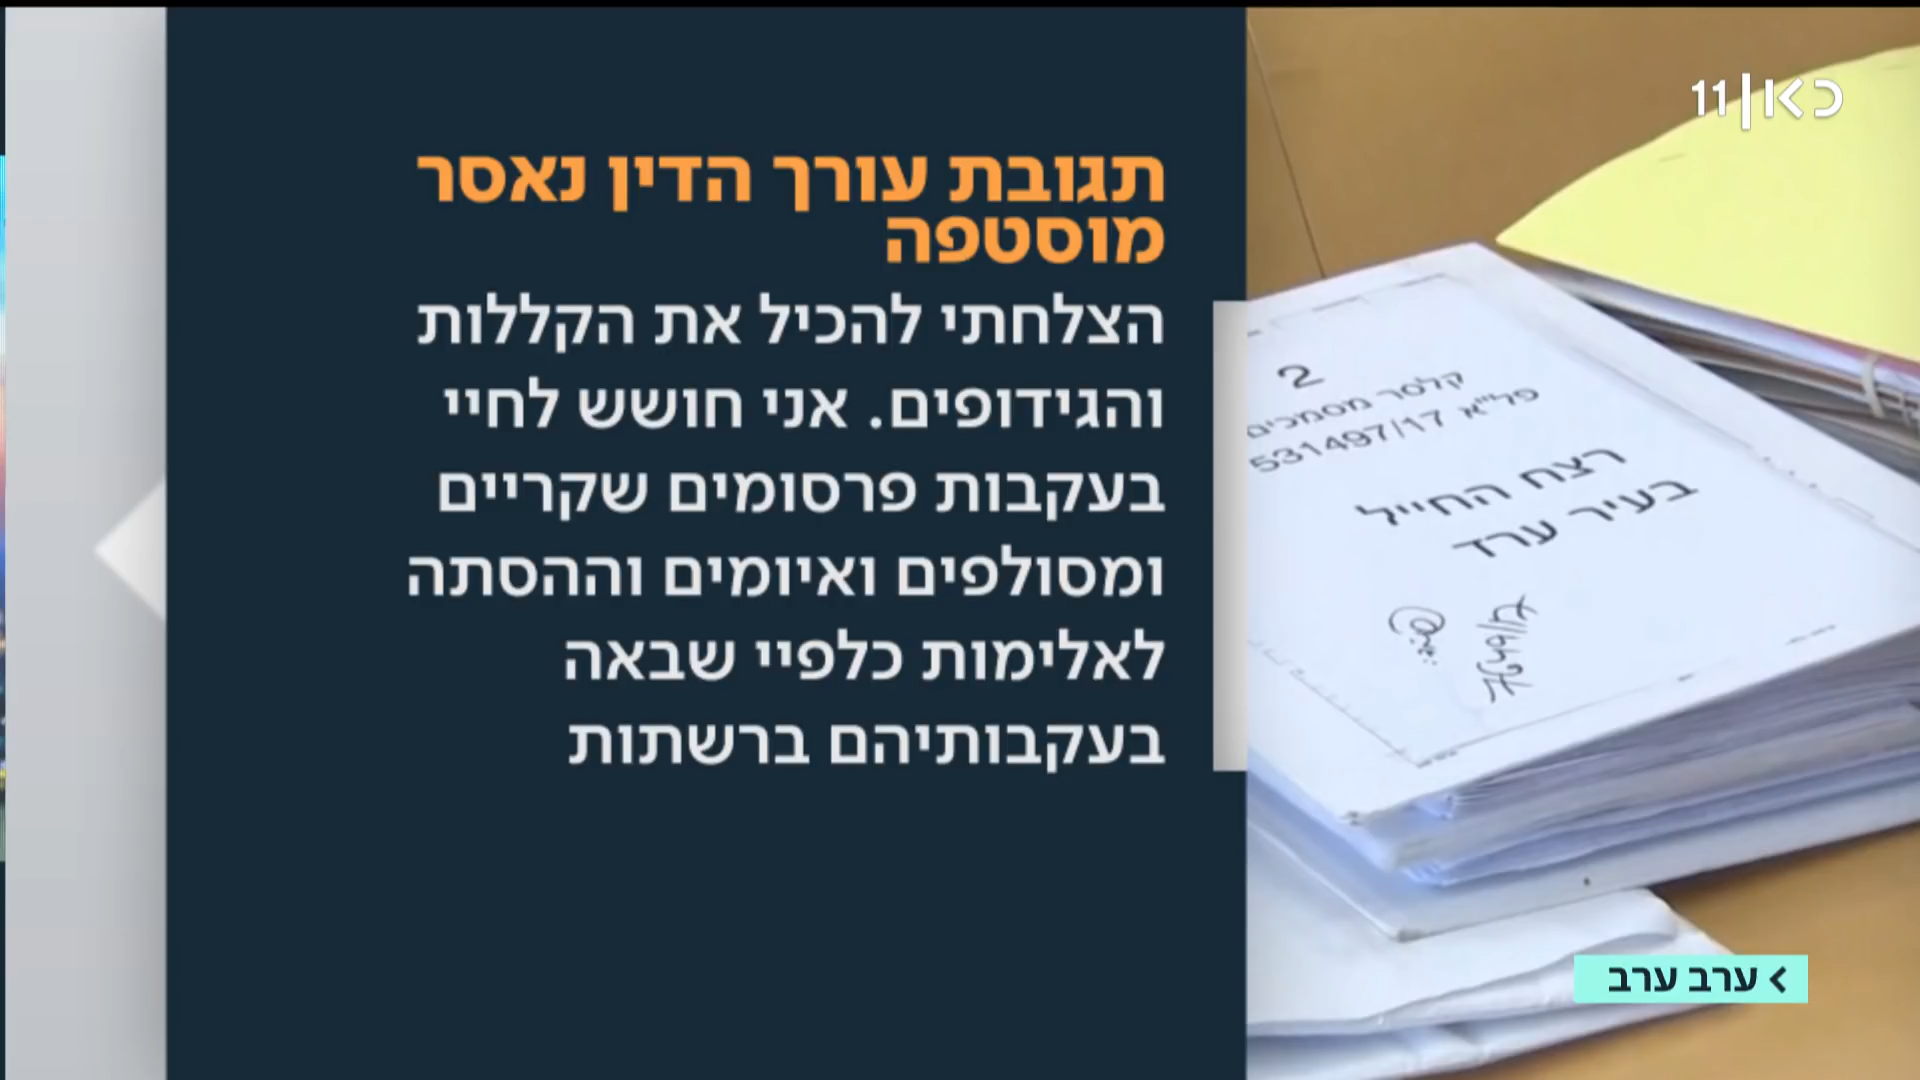 כאן 11
תגובת עורך הדין נאסר
מוסטפה
הצלחתי להכיל את הקללות
והגידופים. אני חושש לחיי
בעקבות פרסומים שקריים
ומסולפים ואיומים וההסתה
לאלימות כלפיי שבאה
בעקבותיהם ברשתות
2
קלסר מסמכים
פל"א 531497/17
רצח החייל
בעיר ערד
ערב ערב